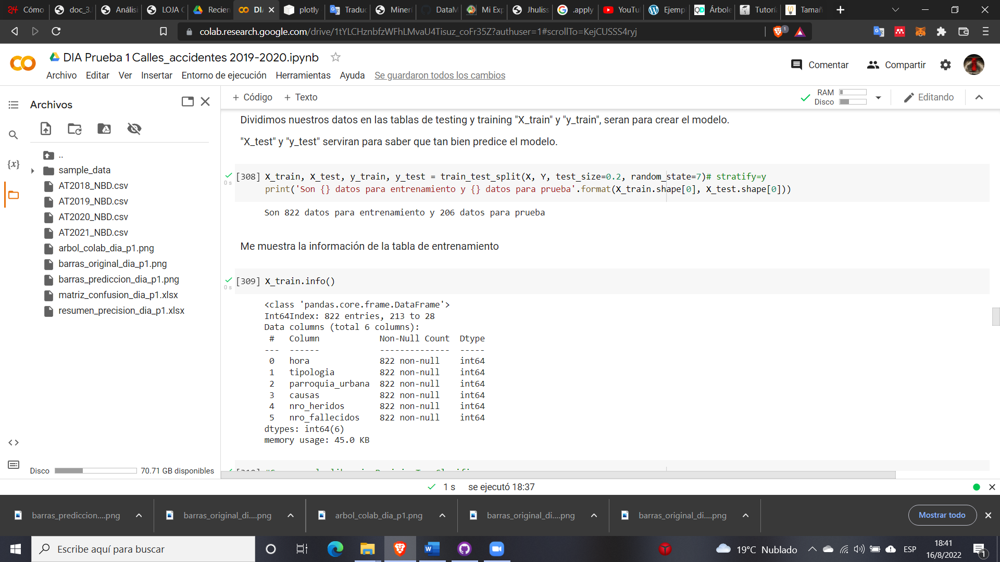 Cómo
doc_3.
Análisi
LOJA C
Recien
DI
plotly
Traduc
Miner
DataM
Mi Exp
Jhuliss
.apply
YouTu
Ejemp
Árbole
Tutoria
Tamañ
colab.research.google.com/drive/1tYLCHznbfzWFhLMvaU4Tisuz_coFr35Z?authuser=1#scrollTo=KejCUSSS4ryj
DIA Prueba 1 Calles_accidentes 2019-2020.ipynb
Comentar
Compartir
Archivo Editar Ver Insertar Entorno de ejecución Herramientas Ayuda Se guardaron todos los cambios
Archivos
+ Código + Texto
RAM
Disco
Editando
..
sample_data
AT2018_NBD.csv
AT2019_NBD.csv
AT2020_NBD.csv
AT2021_NBD.csv
arbol_colab_dia_p1.png
barras_original_dia_p1.png
barras_prediccion_dia_p1.png
matriz_confusion_dia_p1.xlsx
resumen_precision_dia_p1.xlsx
Disco 70.71 GB disponibles
Dividimos nuestros datos en las tablas de testing y training "X_train" y "y_train", seran para crear el modelo.
"X_test" y "y_test" serviran para saber que tan bien predice el modelo.
0 s
[308] X_train, X_test, y_train, y_test = train_test_split(X, Y, test_size=0.2, random_state=7)# stratify=y
print('Son {} datos para entrenamiento y {} datos para prueba'.format(X_train.shape[0], X_test.shape[0]))
Son 822 datos para entrenamiento y 206 datos para prueba
Me muestra la información de la tabla de entrenamiento
0 s
[309] X_train.info()
<class 'pandas.core.frame.DataFrame'>
Int64Index: 822 entries, 213 to 28
Data columns (total 6 columns):
# Column Non-Null Count Dtype
--- ------ -------------- -----
0 hora 822 non-null int64
1 tipologia 822 non-null int64
2 parroquia_urbana 822 non-null int64
3 causas 822 non-null int64
4 nro_heridos 822 non-null int64
5 nro_fallecidos 822 non-null int64
dtypes: int64(6)
memory usage: 45.0 KB
1 s se ejecutó 18:37
barras_prediccion....png
barras_original_di....png
arbol_colab_dia_p1.png
barras_original_di....png
barras_original_di....png
Mostrar todo
Escribe aquí para buscar
19°C Nublado
ESP
18:41
16/8/2022
1